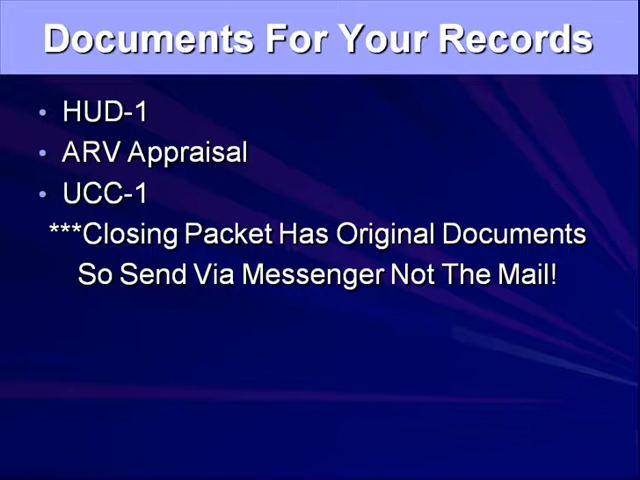 Documents For Your Records
• HUD-1
• ARV Appraisal
• UCC-1
***Closing Packet Has Original Documents
So Send Via Messenger Not The Mail!